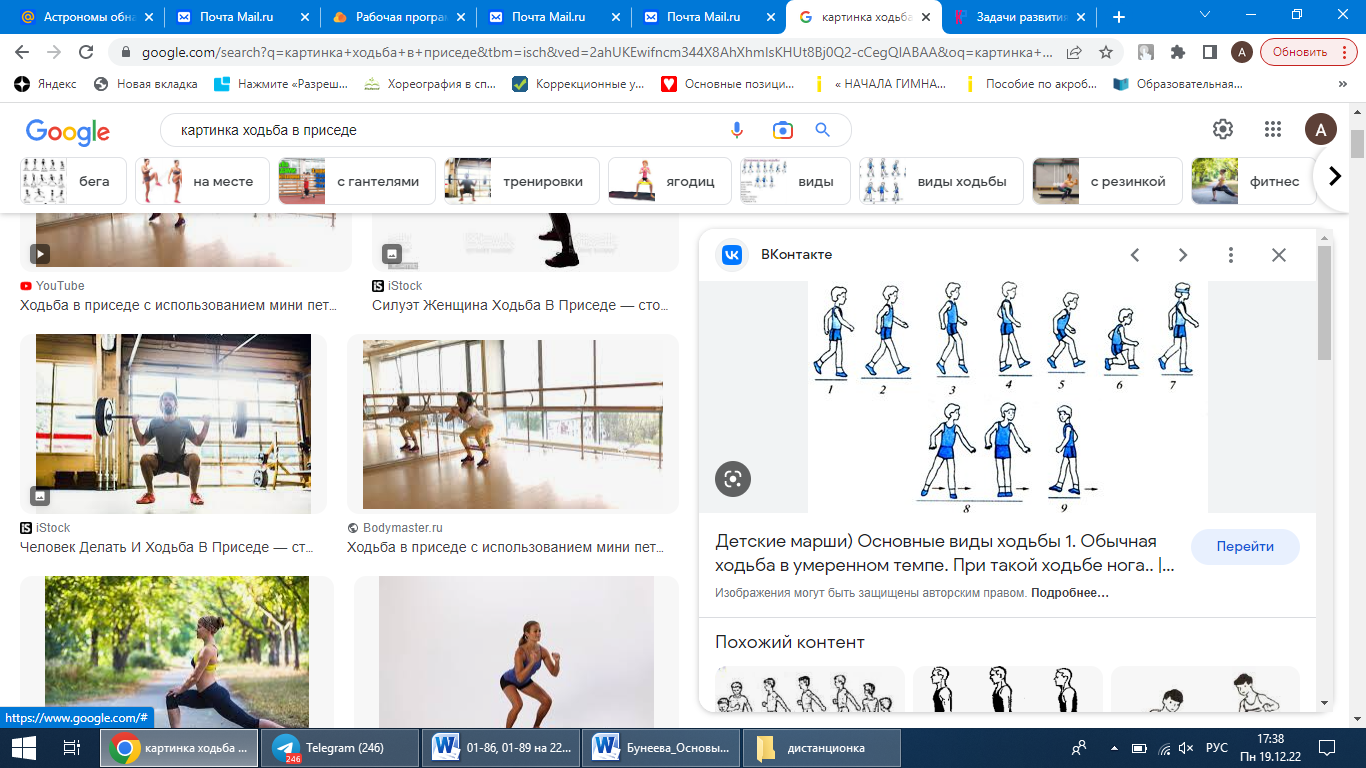 Астрономы обна
Почта Mail.ru
Рабочая програм
Почта Mail.ru
Почта Mail.ru
картинка ходьба
Задачи развития
google.com/search?q=картинка+ходьба+в+приседе&tbm=isch&ved=2ahUKEwifncm344X8AhXhmIsKHUt8Bj0Q2-cCegQIABAA&oq=картинка+...
А
Обновить
Яндекс
Новая вкладка
Нажмите «Разреш...
Хореография в сп...
Коррекционные у...
Основные позици...
« НАЧАЛА ГИМНА...
Пособие по акроб...
Образовательная...
»
Google
картинка ходьба в приседе
А
бега
на месте
с гантелями
тренировки
ягодиц
виды
виды ходьбы
с резинкой
фитнес
YouTube
Ходьба в приседе с использованием мини пет...
iStock
Силуэт Женщина Ходьба В Приседе — сто...
iStock
Человек Делать И Ходьба В Приседе — ст...
Bodymaster.ru
Ходьба в приседе с использованием мини пет...
ВКонтакте
1 2 3 4 5 6 7
8 9
Детские марши) Основные виды ходьбы 1. Обычная
ходьба в умеренном темпе. При такой ходьбе нога.. |...
Перейти
Изображения могут быть защищены авторским правом. Подробнее...
Похожий контент
https://www.google.com/#
картинка ходьба ...
Telegram (246)
246
01-86, 01-89 на 22...
Бунеева_Основы...
дистанционка
РУС
17:38
Пн 19.12.22